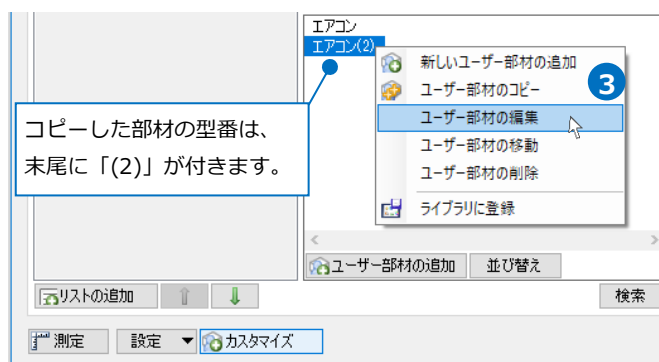 エアコン
エアコン(2)
新しいユーザー部材の追加
ユーザー部材のコピー
3
ユーザー部材の編集
ユーザー部材の移動
ユーザー部材の削除
ライブラリに登録
コピーした部材の型番は、
末尾に「(2)」が付きます。
ユーザー部材の追加
並び替え
リストの追加
検索
測定
設定
カスタマイズ